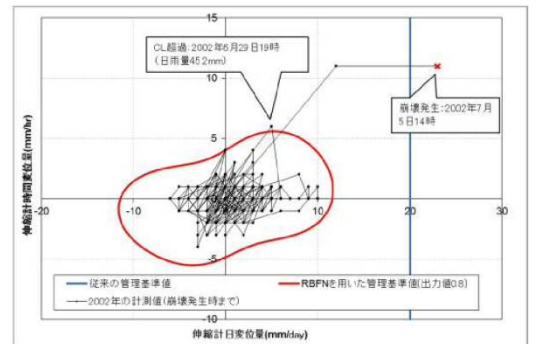 15
CL超過:2002年6月29日19時
(日雨量45.2mm)
10
崩壊発生:2002年7月
5日14時
5
伸縮計時間変位量(mm/hr)
0
-20
-10
0
10
20
30
-5
従来の管理基準値
RBFNを用いた管理基準値(出力値0.8)
2002年の計測値(崩壊発生時まで)
-10
伸縮計日変位量(mm/day)